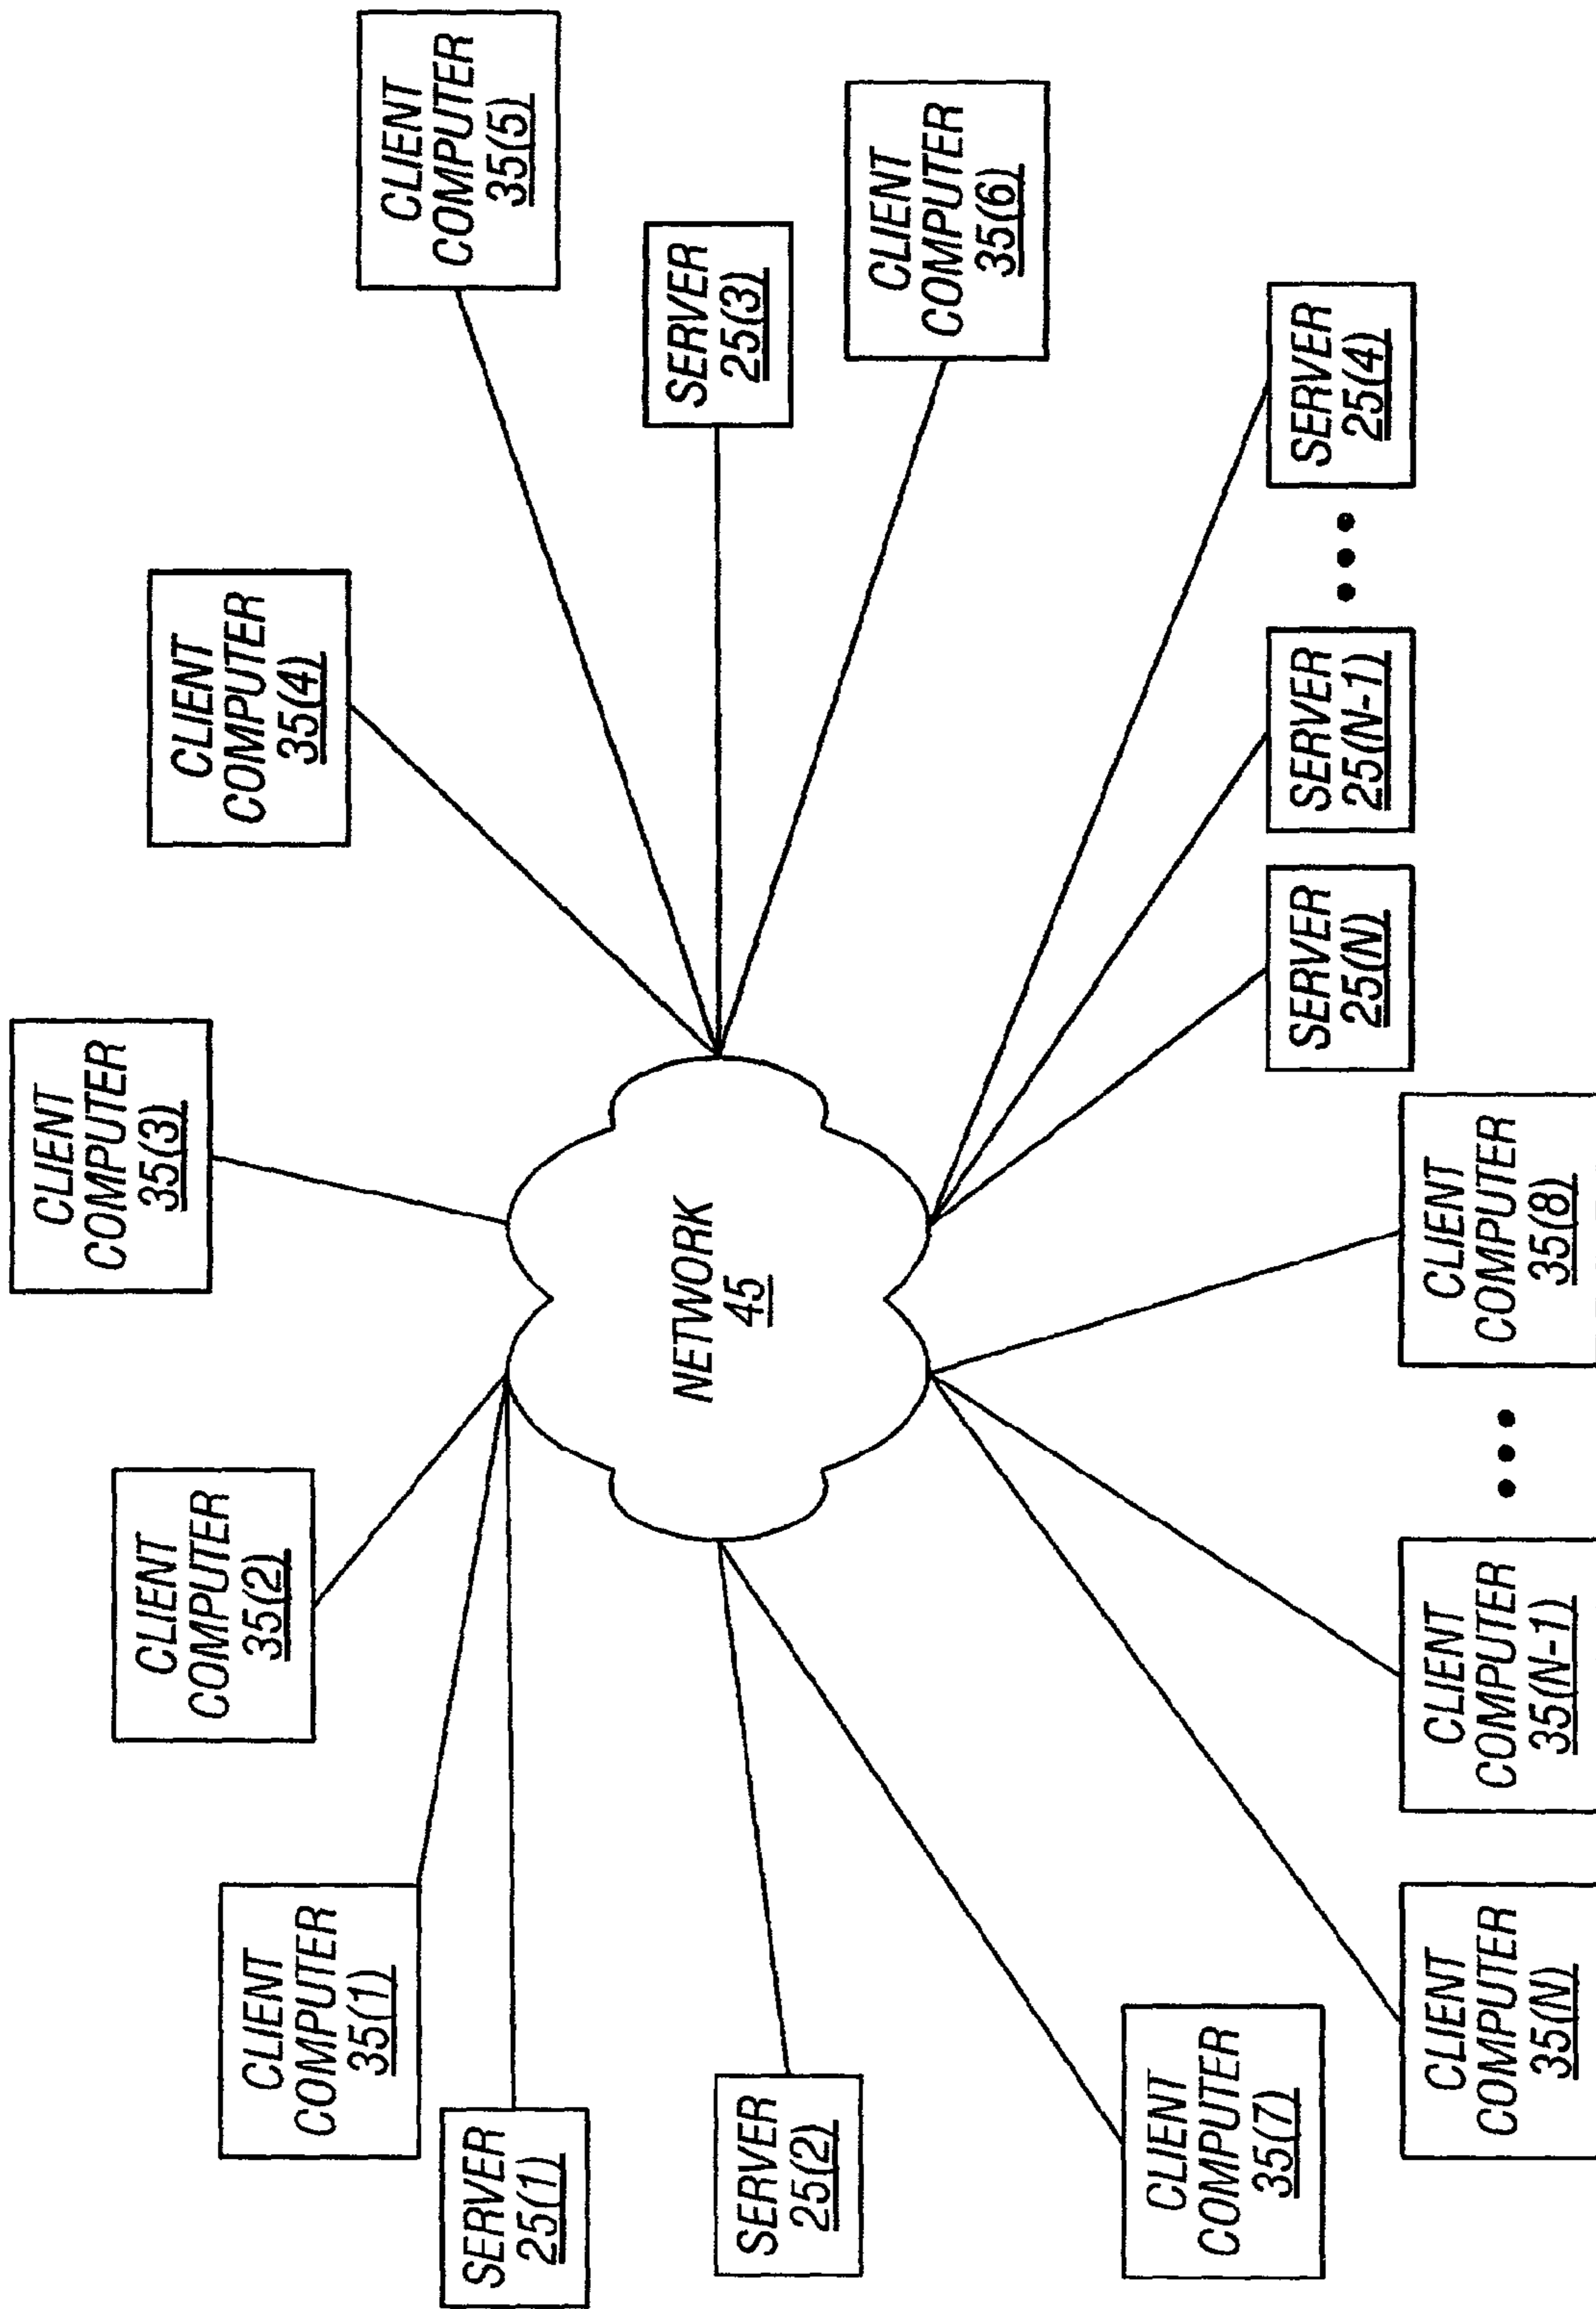 CLIENT
COMPUTER
35(3)
CLIENT
COMPUTER
35(2)
CLIENT
COMPUTER
35(4)
CLIENT
COMPUTER
35(1)
CLIENT
COMPUTER
35(5)
SERVER
25(1)
SERVER
25(3)
NETWORK
45
SERVER
25(2)
CLIENT
COMPUTER
35(6)
CLIENT
COMPUTER
35(7)
SERVER
25(N)
SERVER
25(N-1)
• • •
SERVER
25(4)
CLIENT
COMPUTER
35(N)
CLIENT
COMPUTER
35(N-1)
• • •
CLIENT
COMPUTER
35(8)